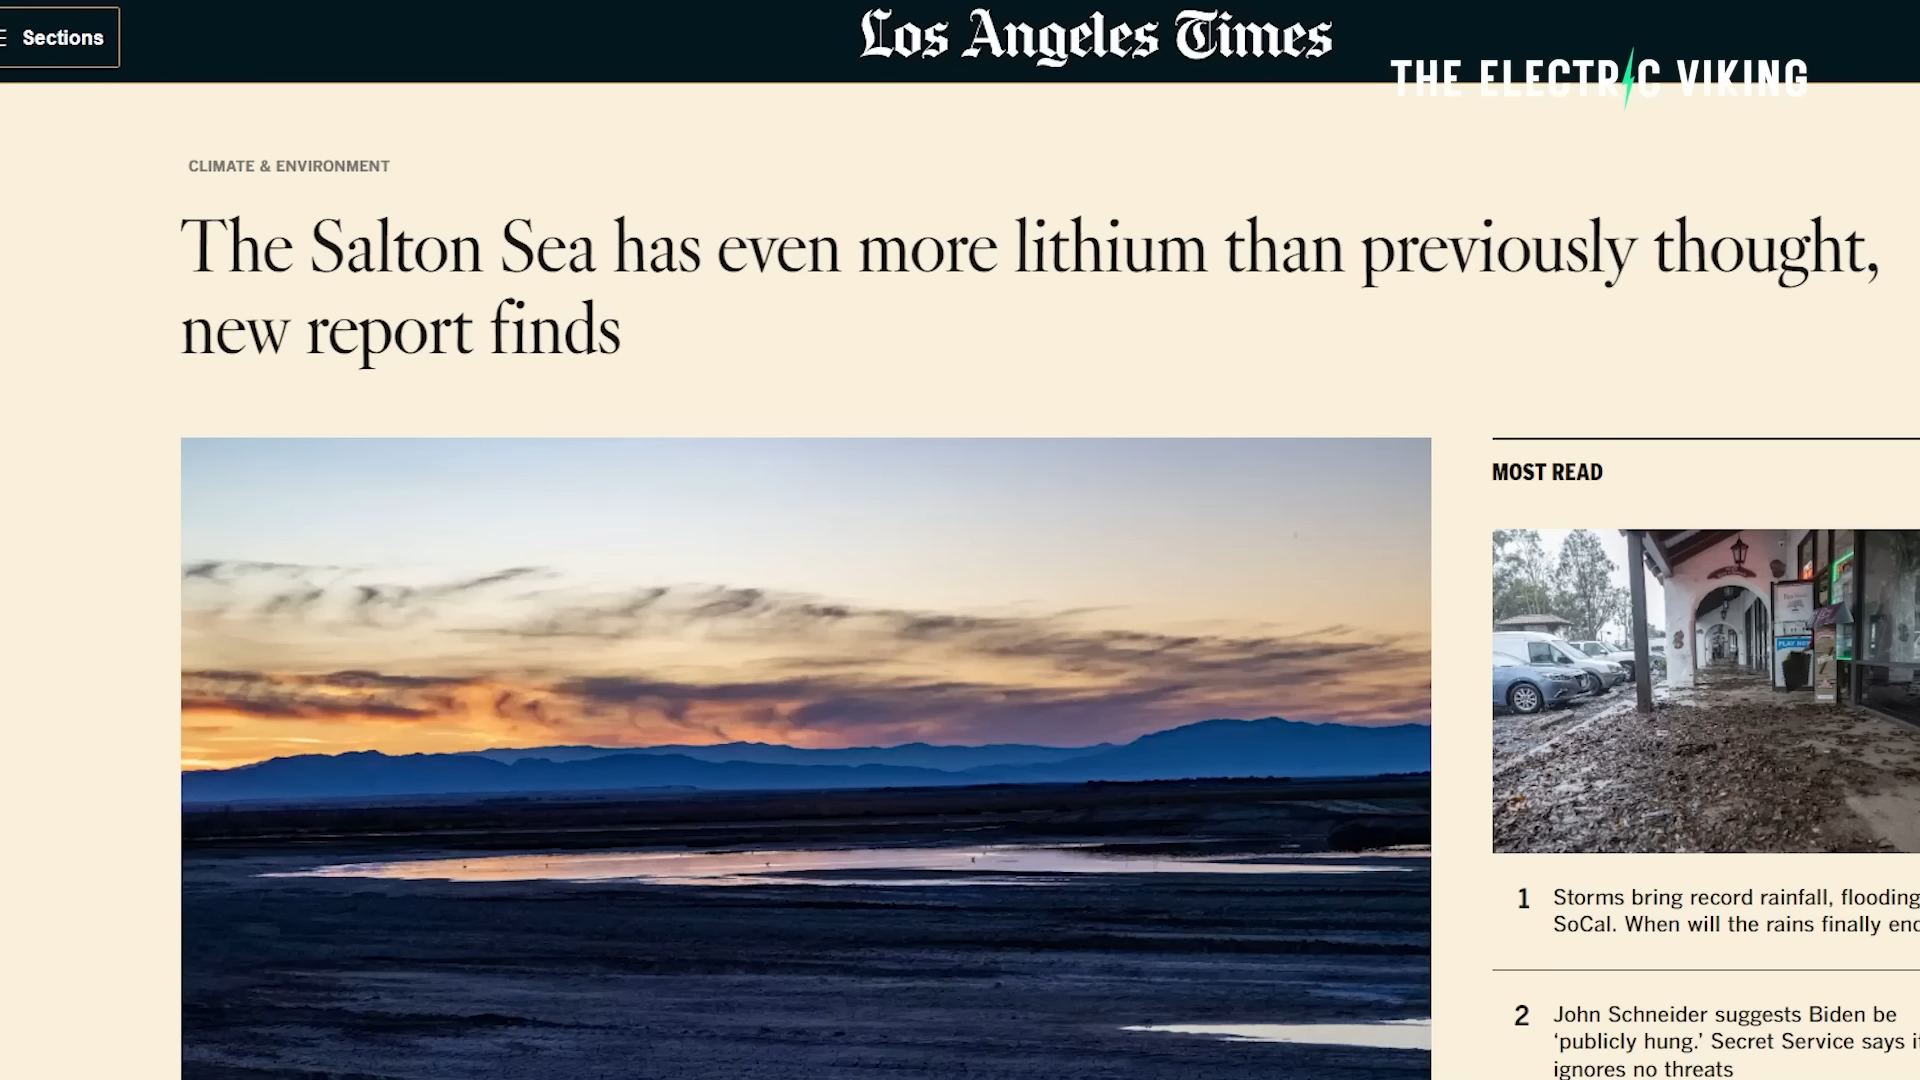 Sections
Los Angeles Times
THE ELECTRIC VIKING
CLIMATE & ENVIRONMENT
The Salton Sea has even more lithium than previously thought,
new report finds
MOST READ
1 Storms bring record rainfall, flooding
SoCal. When will the rains finally
2 John Schneider suggests Biden be
‘publicly hung.’ Secret Service says
ignores no threats